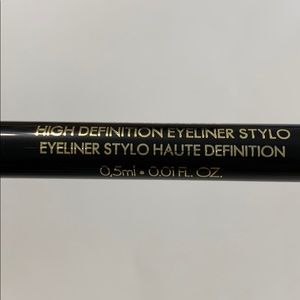 HIGH DEFINITION EYELINER STYLO
EYELINER STYLO HAUTE DEFINITION
0,5ml • 0.01 FL. OZ.